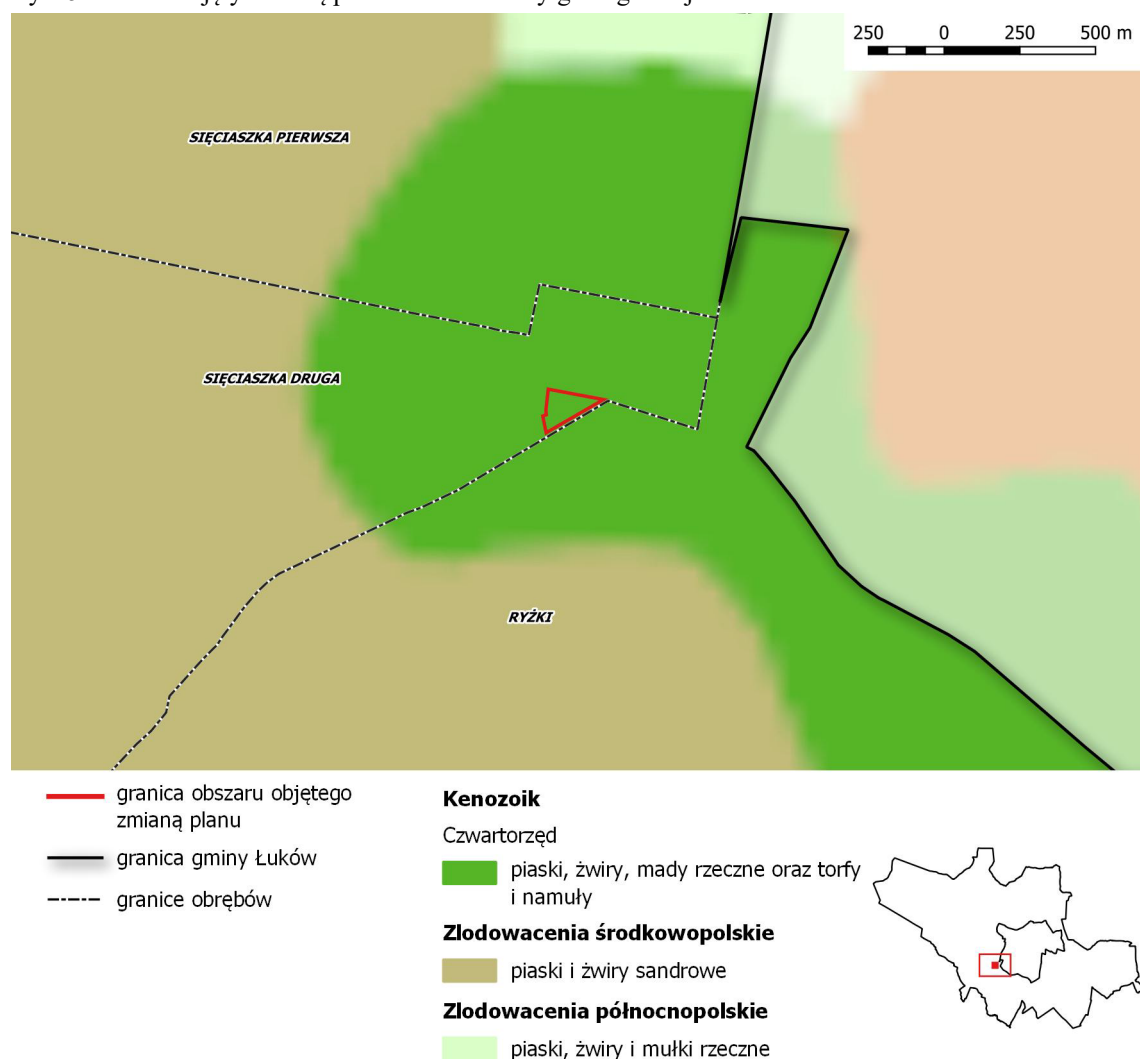 250 0 250 500 m
SIĘCIASZKA PIERWSZA
SIĘCIASZKA DRUGA
RYŻKI
granica obszaru objętego
zmianą planu
granica gminy Łuków
granice obrębów
Kenozoik
Czwartorzęd
piaski, żwiry, mady rzeczne oraz torfy
i namuły
Zlodowacenia środkowopolskie
piaski i żwiry sandrowe
Zlodowacenia północnopolskie
piaski, żwiry i mułki rzeczne